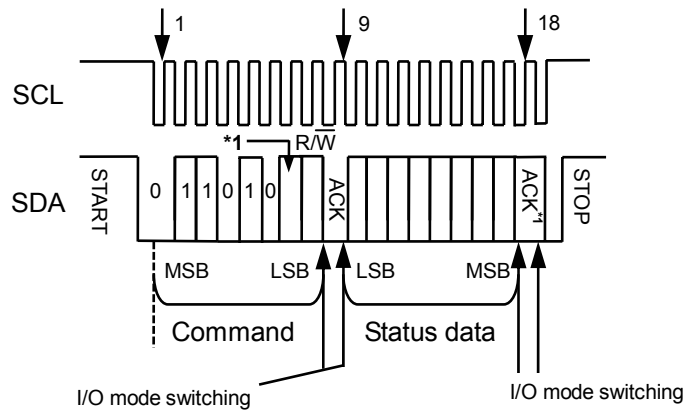 1 9 18
SCL
*1 R/W̅
SDA START 0 1 1 0 1 0 ACK ACK*1 STOP
MSB LSB LSB MSB
Command Status data
I/O mode switching I/O mode switching